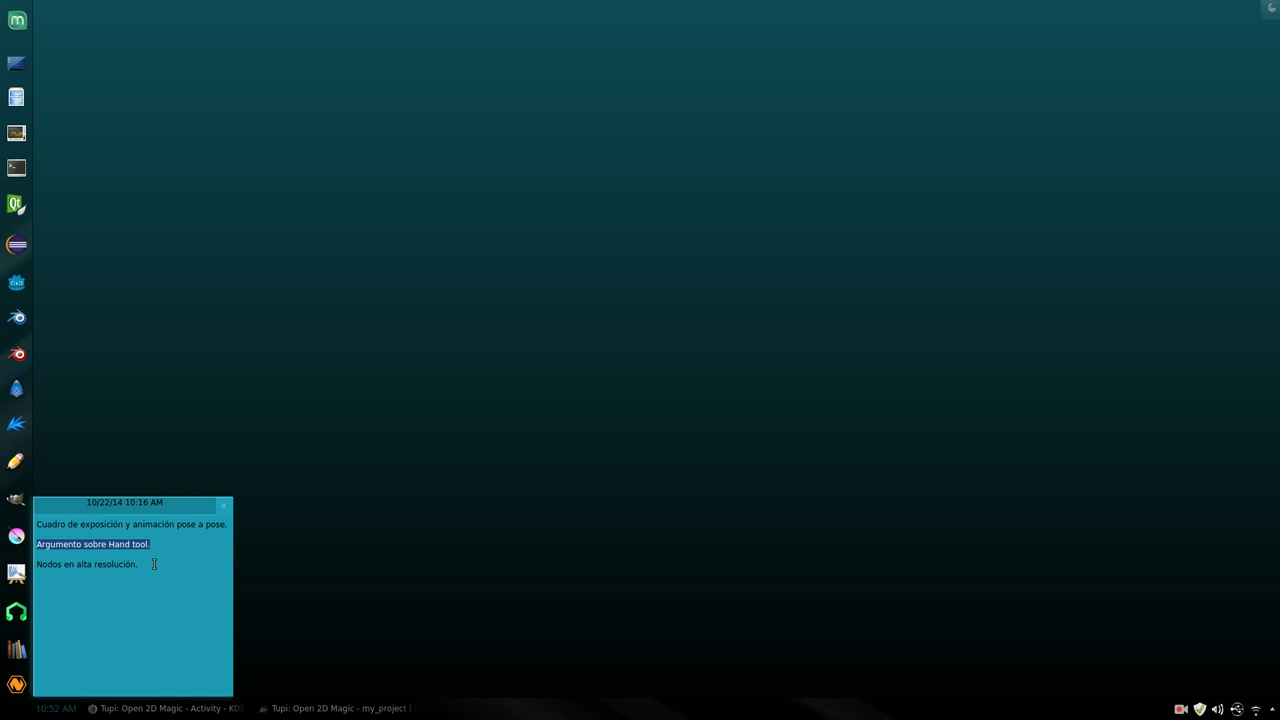 10/22/14 10:16 AM
Cuadro de exposición y animación pose a pose.
Argumento sobre Hand tool.
Nodos en alta resolución.
10:52 AM
Tupi: Open 2D Magic - Activity - KDE
Tupi: Open 2D Magic - my_project |
Qt